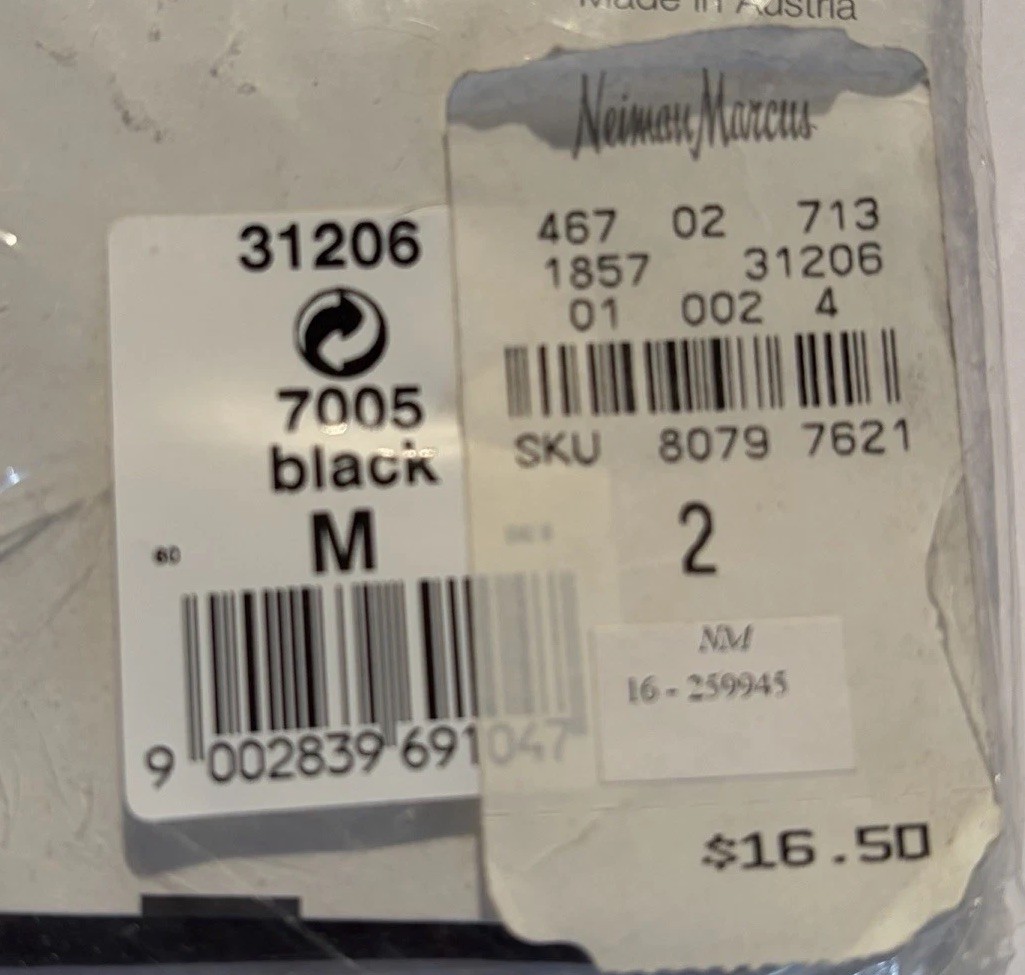 Made in Austria
Neiman Marcus
467 02 713
1857 31206
01 002 4
SKU 8079 7621
2
NM
16-259945
$16.50
31206
7005
black
M
60
9 002839 691047